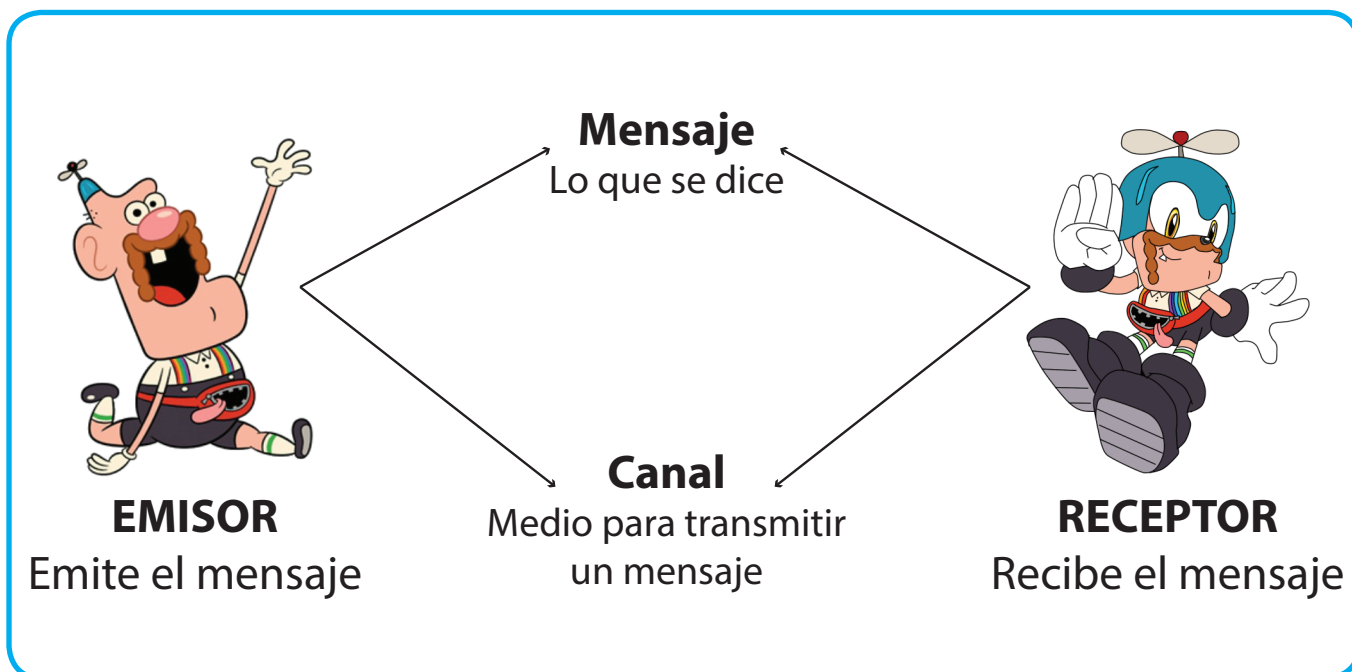 Mensaje
Lo que se dice
EMISOR
Emite el mensaje
Canal
Medio para transmitir
un mensaje
RECEPTOR
Recibe el mensaje